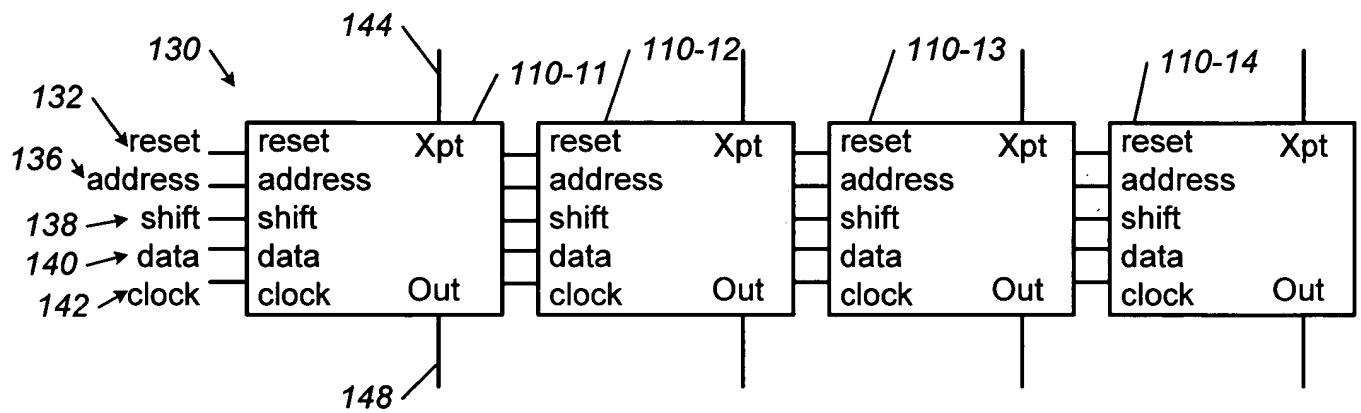 144
130
110-11
110-12
110-13
110-14
132
reset
reset Xpt
reset Xpt
reset Xpt
reset Xpt
136
address
address
address
address
address
138
shift
shift
shift
shift
shift
140
data
data
data
data
data
142
clock
clock Out
clock Out
clock Out
clock Out
148